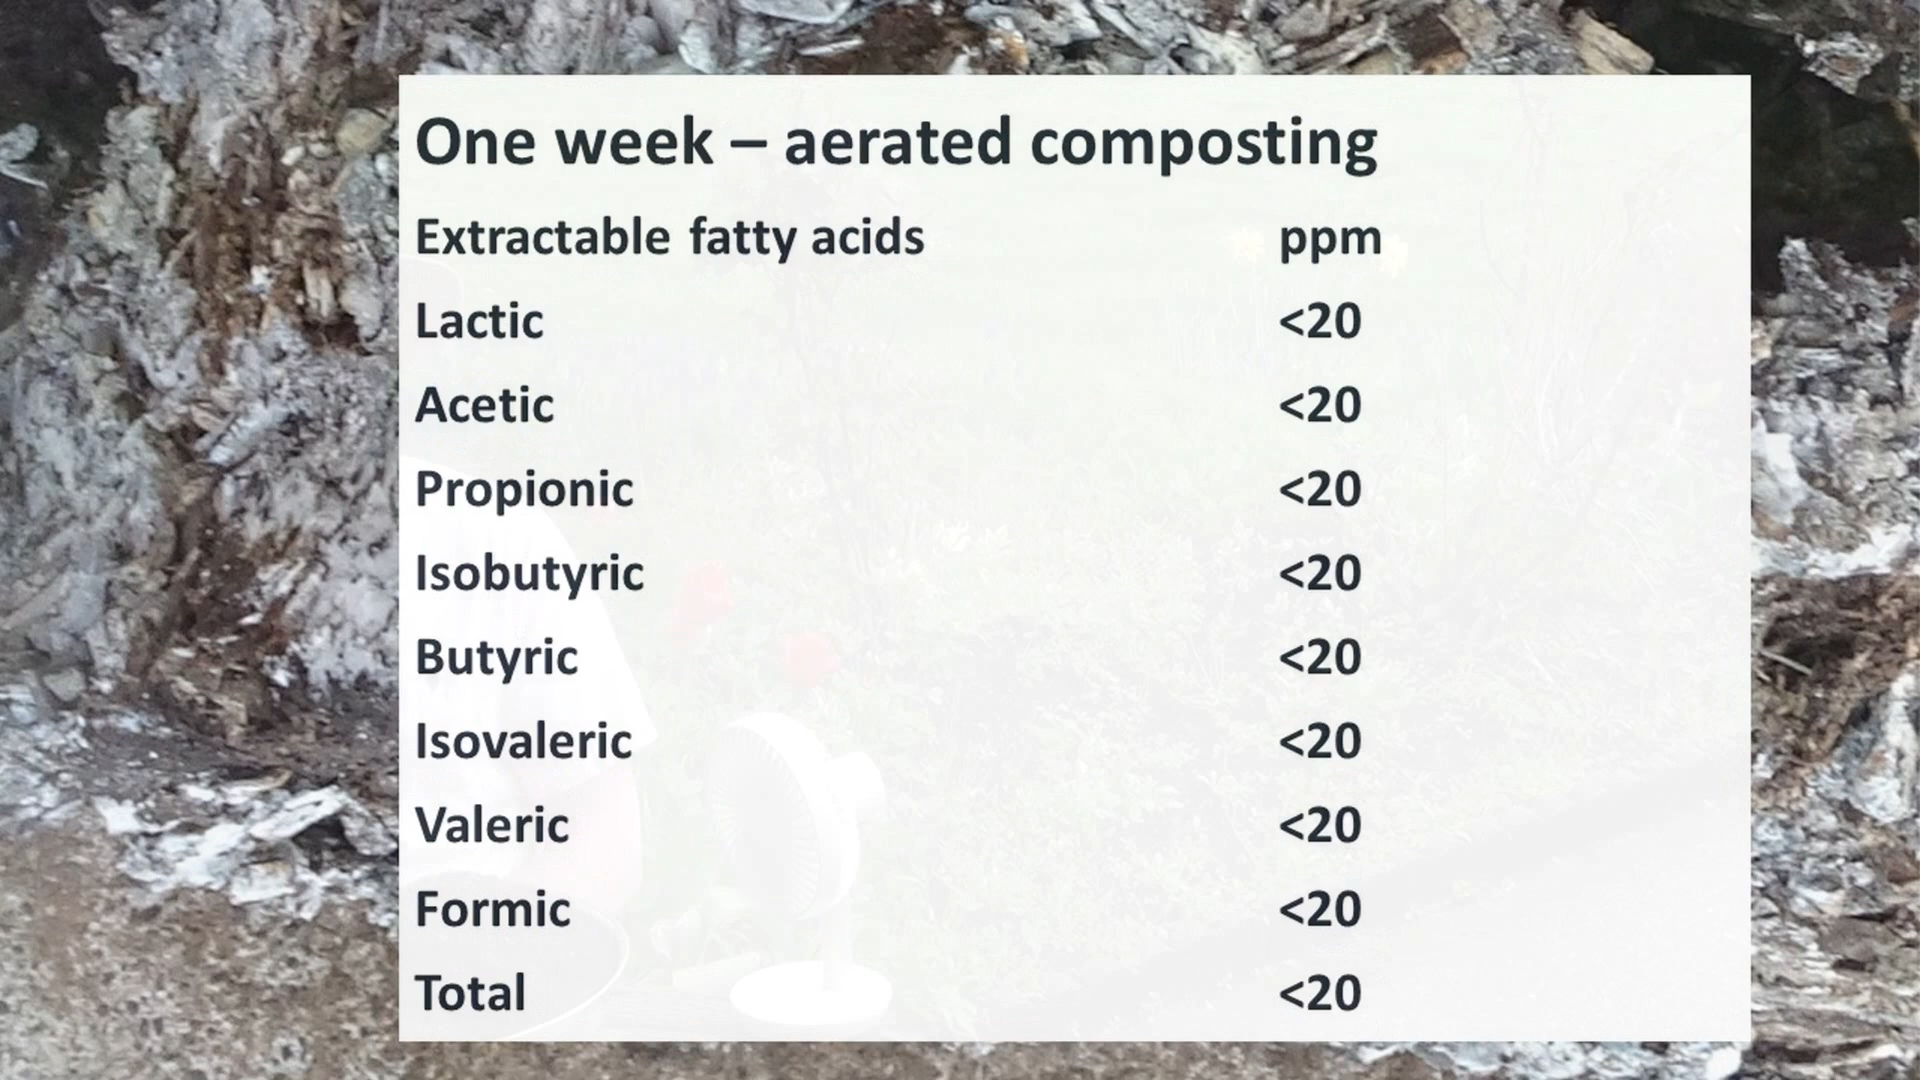 One week – aerated composting
Extractable fatty acids ppm
Lactic <20
Acetic <20
Propionic <20
Isobutyric <20
Butyric <20
Isovaleric <20
Valeric <20
Formic <20
Total <20